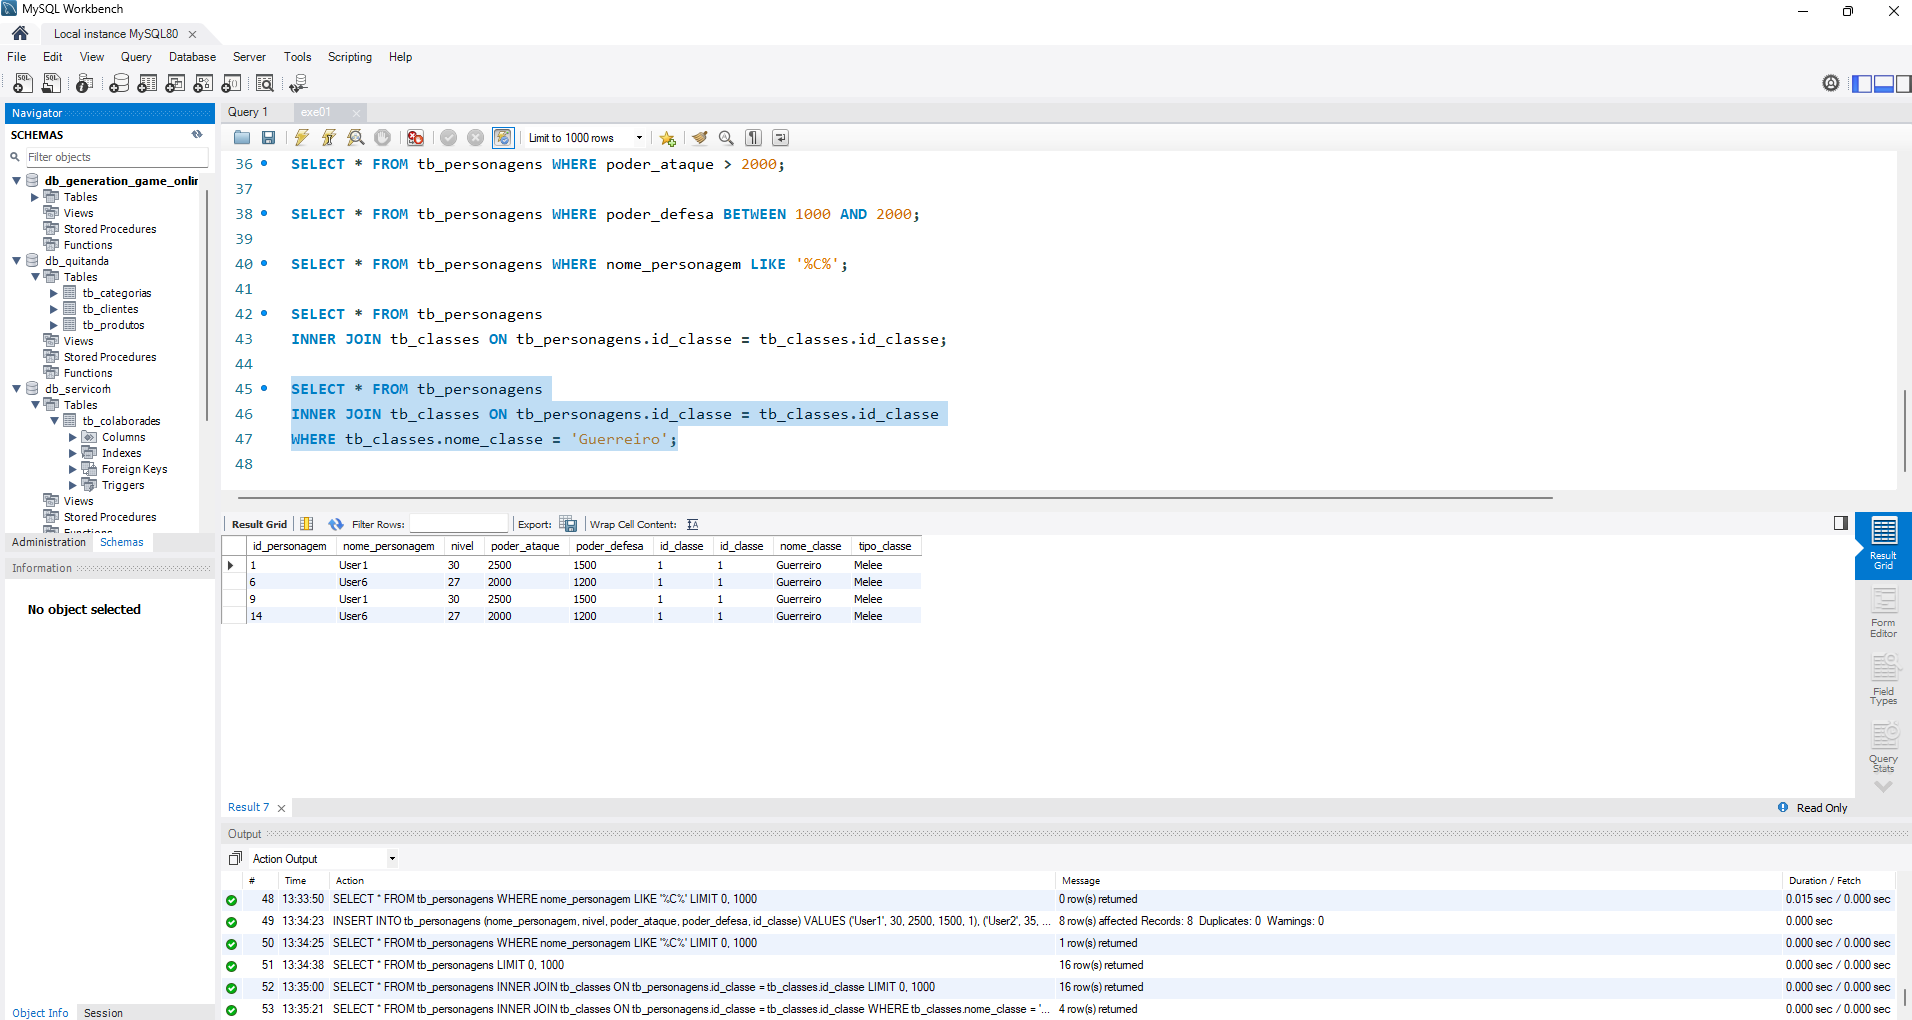 MySQL Workbench
Local instance MySQL80
File Edit View Query Database Server Tools Scripting Help
Navigator
SCHEMAS
Filter objects
db_generation_game_onlir
Tables
Views
Stored Procedures
Functions
db_quitanda
Tables
tb_categorias
tb_clientes
tb_produtos
Views
Stored Procedures
Functions
db_servicorh
Tables
tb_colaborades
Columns
Indexes
Foreign Keys
Triggers
Views
Stored Procedures
Functions
Administration Schemas
Information
No object selected
Object Info Session
Query 1 exe01
Limit to 1000 rows
36 SELECT * FROM tb_personagens WHERE poder_ataque > 2000;
37
38 SELECT * FROM tb_personagens WHERE poder_defesa BETWEEN 1000 AND 2000;
39
40 SELECT * FROM tb_personagens WHERE nome_personagem LIKE '%C%';
41
42 SELECT * FROM tb_personagens
43 INNER JOIN tb_classes ON tb_personagens.id_classe = tb_classes.id_classe;
44
45 SELECT * FROM tb_personagens
46 INNER JOIN tb_classes ON tb_personagens.id_classe = tb_classes.id_classe
47 WHERE tb_classes.nome_classe = 'Guerreiro';
48
Result Grid Filter Rows: Export: Wrap Cell Content:
id_personagem nome_personagem nivel poder_ataque poder_defesa id_classe id_classe nome_classe tipo_classe
1 User1 30 2500 1500 1 1 Guerreiro Melee
6 User6 27 2000 1200 1 1 Guerreiro Melee
9 User1 30 2500 1500 1 1 Guerreiro Melee
14 User6 27 2000 1200 1 1 Guerreiro Melee
Result
Grid
Form
Editor
Field
Types
Query
Stats
Result 7
Read Only
Output
Action Output
# Time Action Message Duration / Fetch
48 13:33:50 SELECT * FROM tb_personagens WHERE nome_personagem LIKE '%C%' LIMIT 0, 1000 0 row(s) returned 0.015 sec / 0.000 sec
49 13:34:23 INSERT INTO tb_personagens (nome_personagem, nivel, poder_ataque, poder_defesa, id_classe) VALUES ('User1', 30, 2500, 1500, 1), ('User2', 35, ... 8 row(s) affected Records: 8 Duplicates: 0 Warnings: 0 0.000 sec
50 13:34:25 SELECT * FROM tb_personagens WHERE nome_personagem LIKE '%C%' LIMIT 0, 1000 1 row(s) returned 0.000 sec / 0.000 sec
51 13:34:38 SELECT * FROM tb_personagens LIMIT 0, 1000 16 row(s) returned 0.000 sec / 0.000 sec
52 13:35:00 SELECT * FROM tb_personagens INNER JOIN tb_classes ON tb_personagens.id_classe = tb_classes.id_classe LIMIT 0, 1000 16 row(s) returned 0.000 sec / 0.000 sec
53 13:35:21 SELECT * FROM tb_personagens INNER JOIN tb_classes ON tb_personagens.id_classe = tb_classes.id_classe WHERE tb_classes.nome_classe = '... 4 row(s) returned 0.000 sec / 0.000 sec